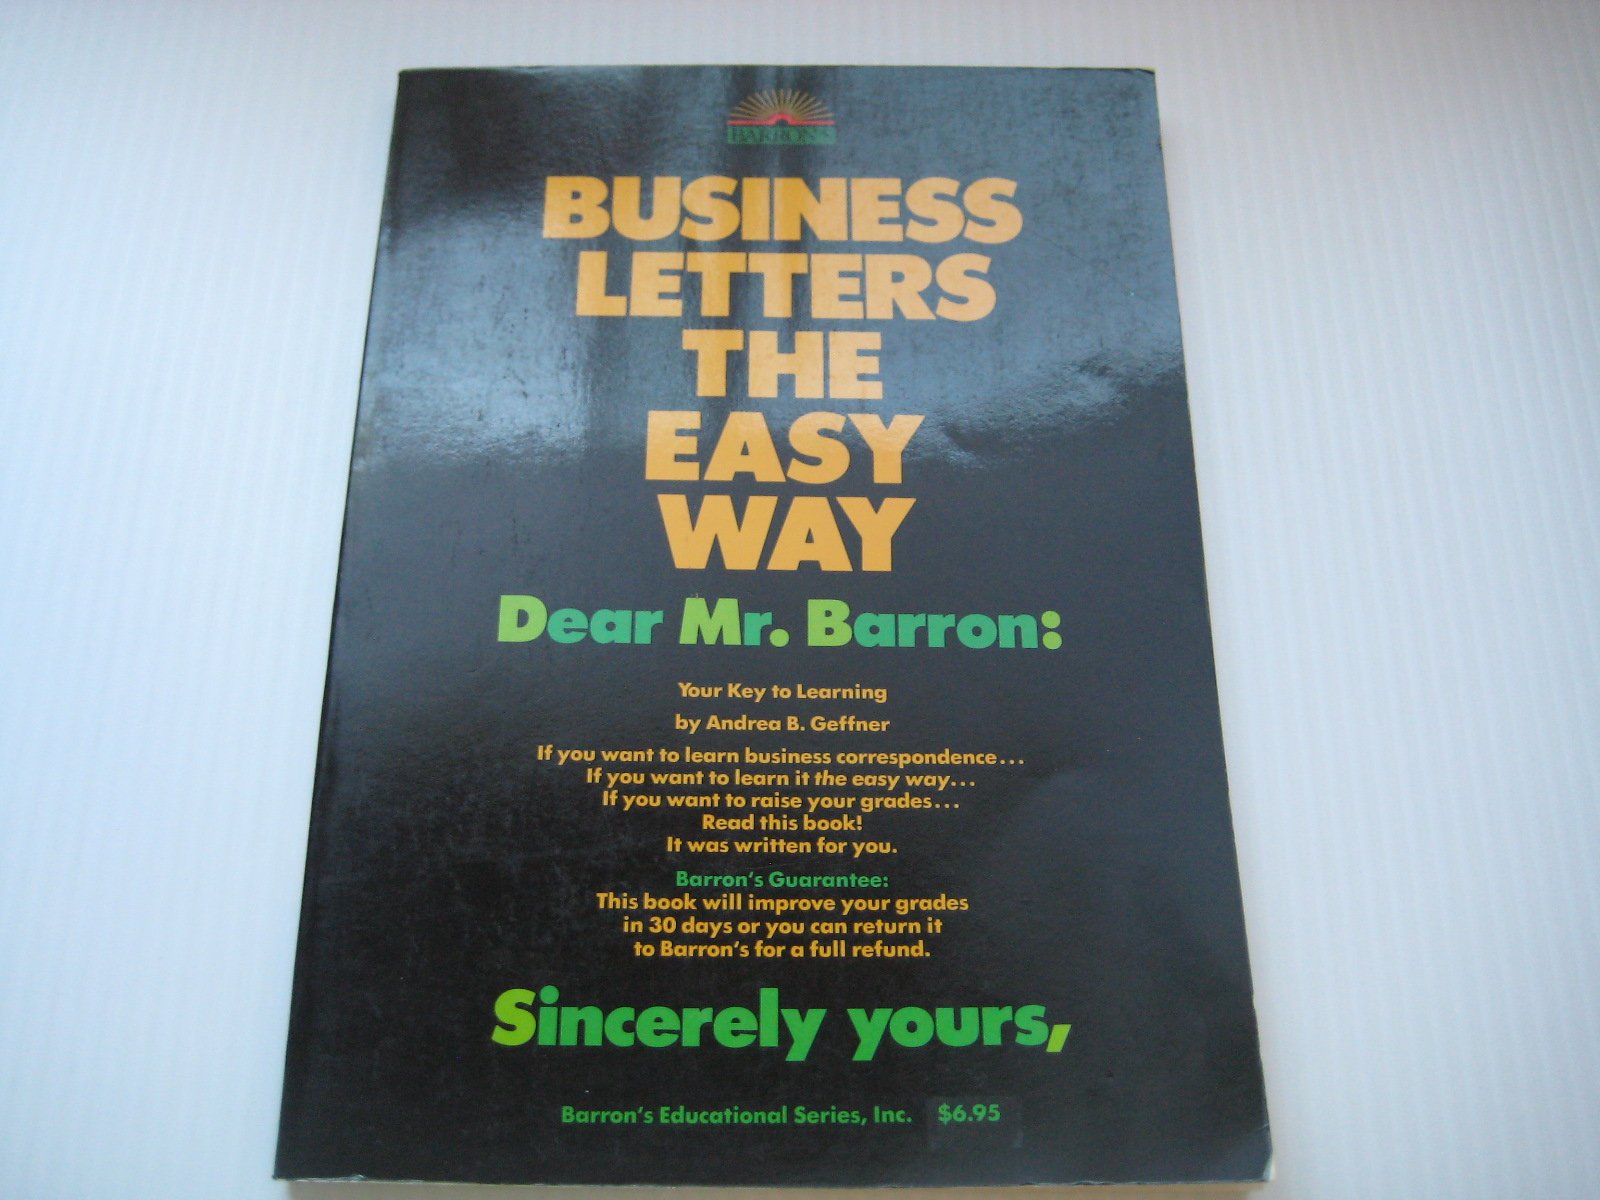 BARRON'S
BUSINESS
LETTERS
THE
EASY
WAY
Dear Mr. Barron:
Your Key to Learning
by Andrea B. Geffner
If you want to learn business correspondence...
If you want to learn it the easy way...
If you want to raise your grades...
Read this book!
It was written for you.
Barron's Guarantee:
This book will improve your grades
in 30 days or you can return it
to Barron's for a full refund.
Sincerely yours,
Barron's Educational Series, Inc. $6.95